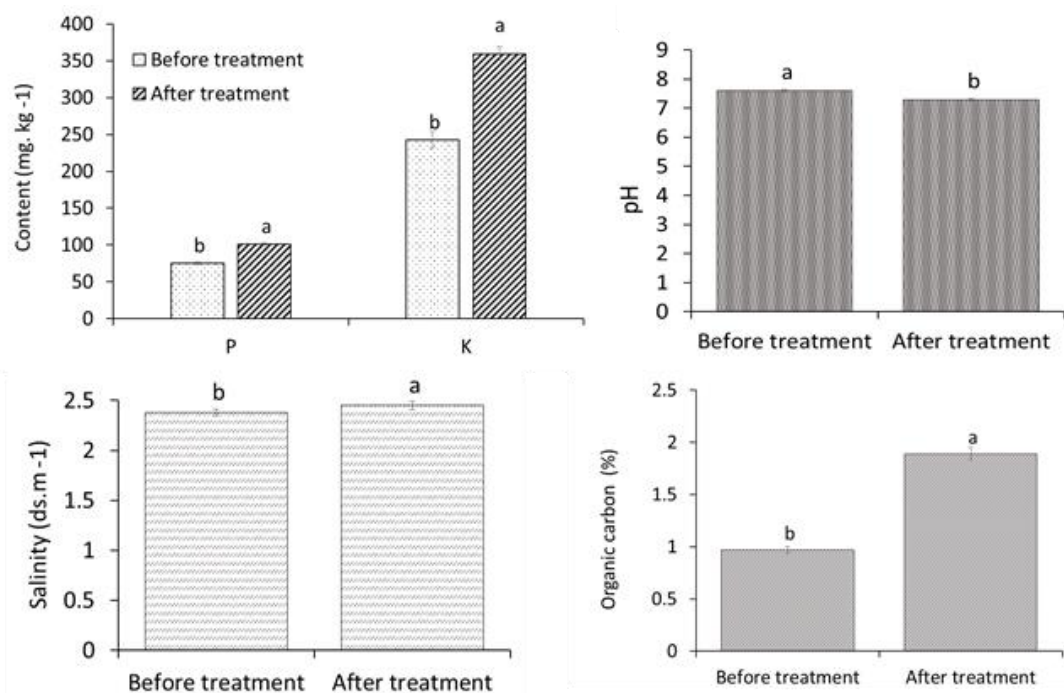 400
350
300
250
200
150
100
50
0
Content (mg. kg -1)
Before treatment
After treatment
b
a
b
a
P
K
9
8
7
6
5
4
3
2
1
0
pH
a
b
Before treatment
After treatment
2.5
2
1.5
1
0.5
0
Salinity (ds.m -1)
b
a
Before treatment
After treatment
2.5
2
1.5
1
0.5
0
Organic carbon (%)
b
a
Before treatment
After treatment